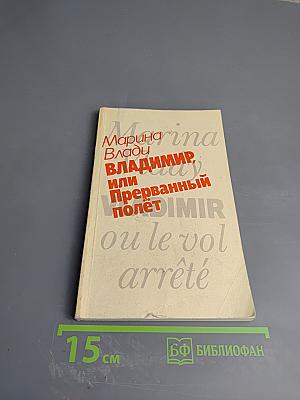 Marina
Vlady
VLADIMIR
ou le vol
arrêté
Марина
Влади
ВЛАДИМИР,
или
Прерванный
полёт
15 см
БФ БИБЛИОФАН